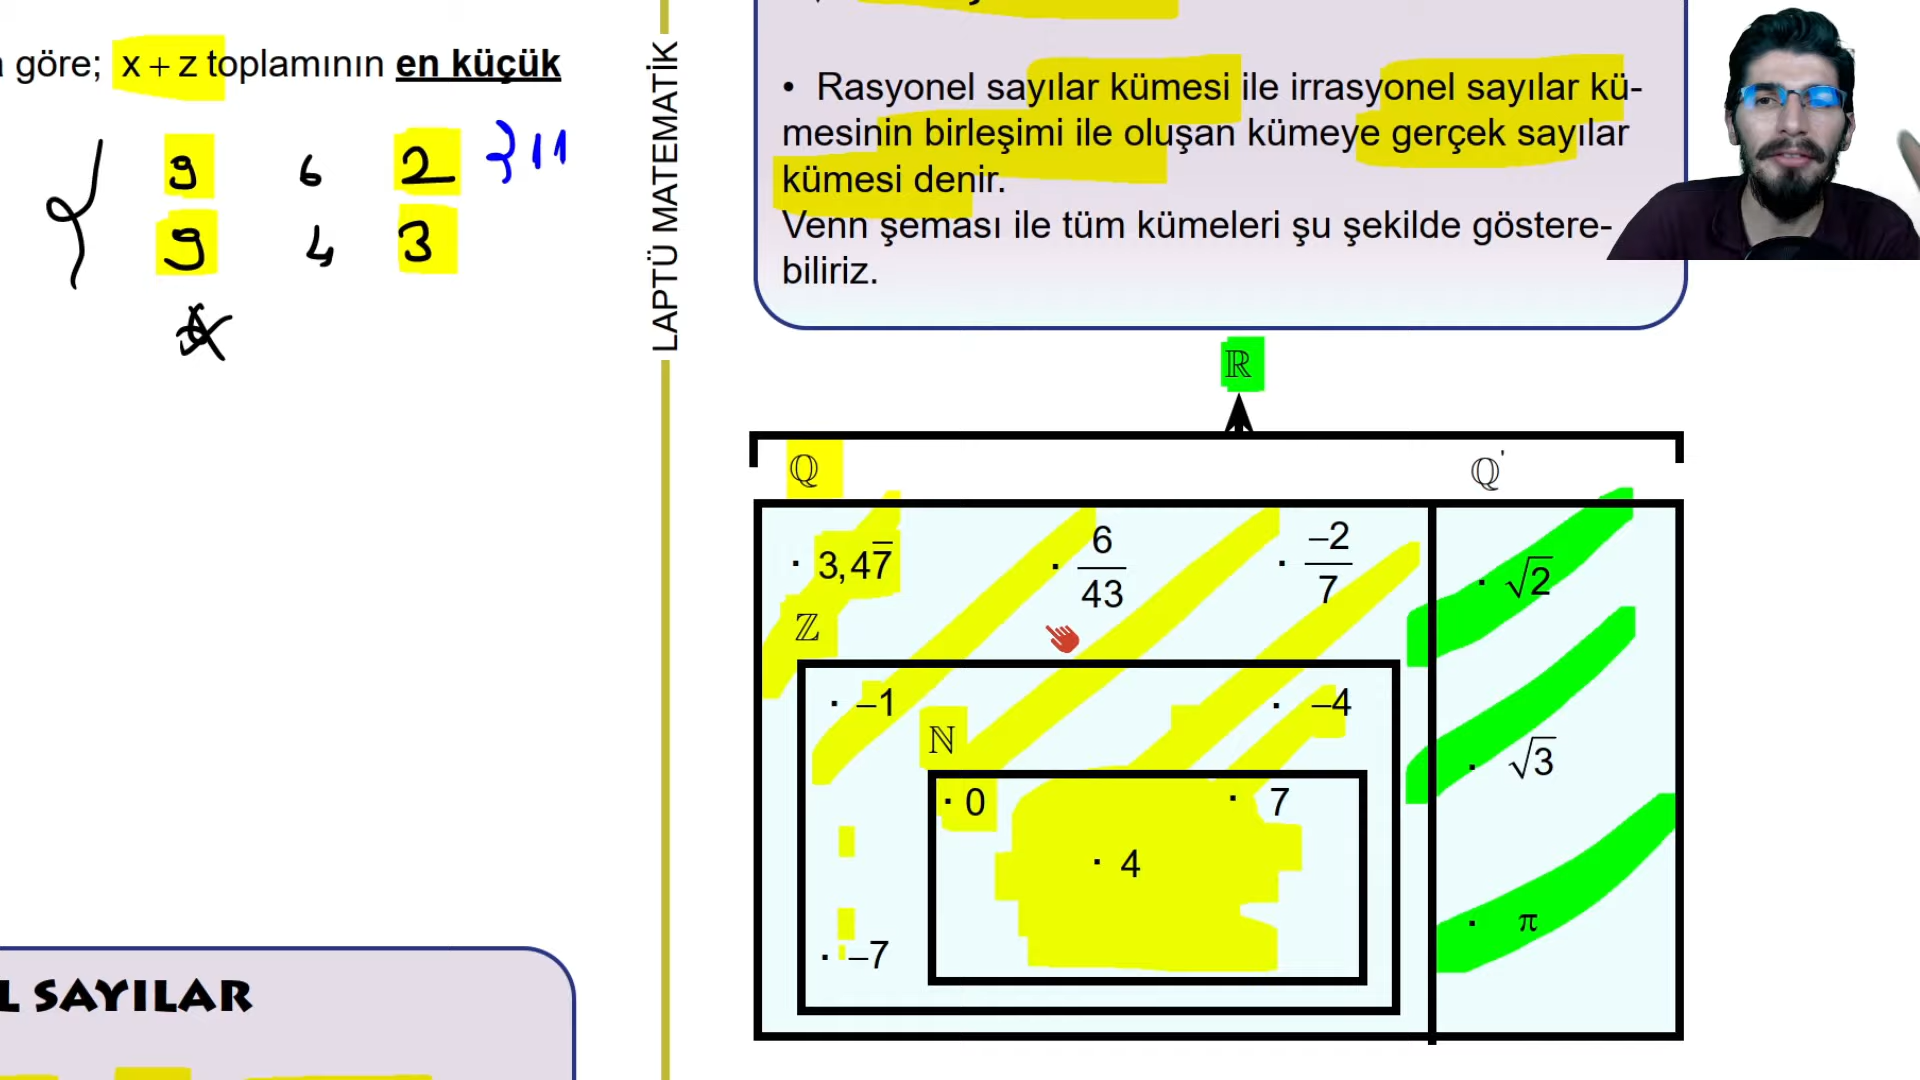 göre; x + z toplamının en küçük
9 6 2 } 11
9 4 3
LAPTÜ MATEMATİK
• Rasyonel sayılar kümesi ile irrasyonel sayılar kü-
mesinin birleşimi ile oluşan kümeye gerçek sayılar
kümesi denir.
Venn şeması ile tüm kümeleri şu şekilde göstere-
biliriz.
ℝ
ℚ ℚ'
· 3,47̅ · 6/43 · –2/7 · √2
ℤ
· –1 · –4
ℕ · √3
· 0 · 7
· 4
· –7 · π
L SAYILAR